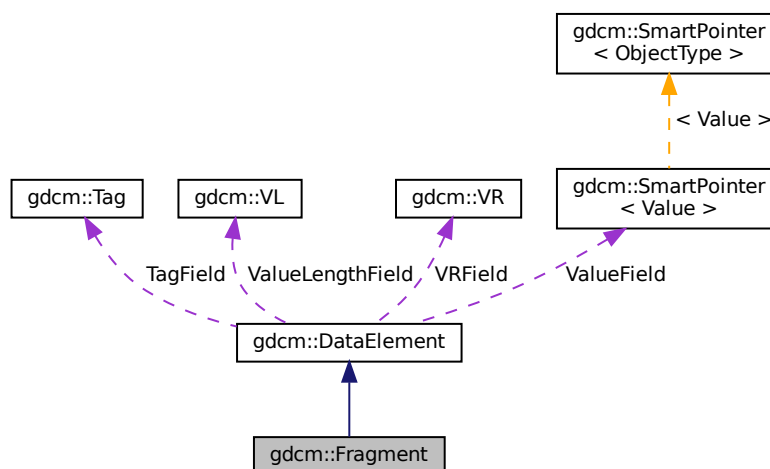 gdcm::SmartPointer
< ObjectType >
< Value >
gdcm::Tag
gdcm::VL
gdcm::VR
gdcm::SmartPointer
< Value >
TagField
ValueLengthField
VRField
ValueField
gdcm::DataElement
gdcm::Fragment